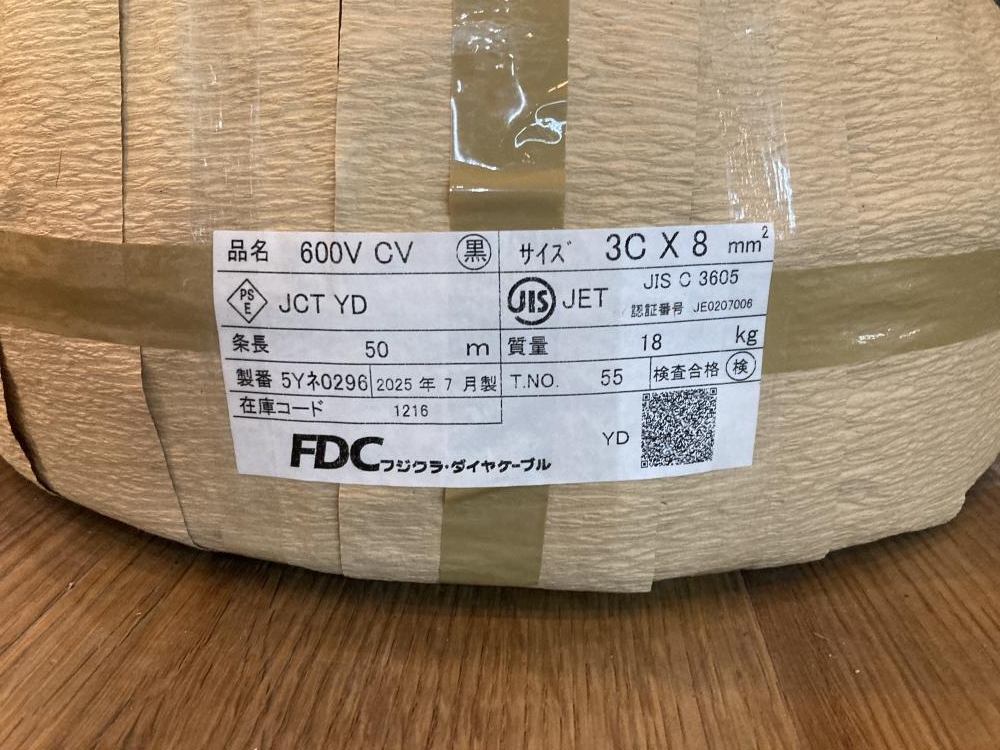 品名 600V CV 黒 サイズ 3C X 8 mm²
PSE JCT YD JIS JET JIS C 3605
認証番号 JE0207006
条長 50 m 質量 18 kg
製番 5Yネ0296 2025 年 7 月製 T.NO. 55 検査合格 検
在庫コード 1216
YD
FDC フジクラ・ダイヤケーブル